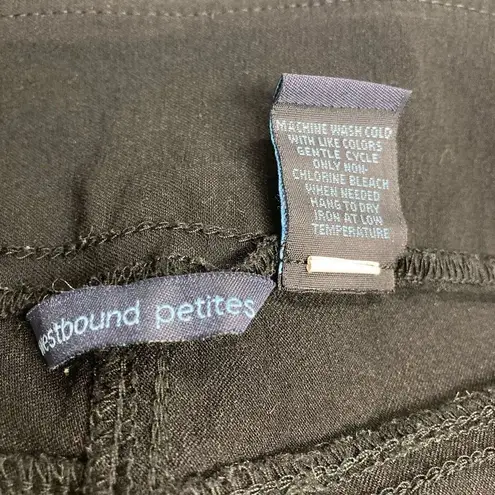 MACHINE WASH COLD
WITH LIKE COLORS
GENTLE CYCLE
ONLY NON-
CHLORINE BLEACH
WHEN NEEDED
HANG TO DRY
IRON AT LOW
TEMPERATURE
westbound petites